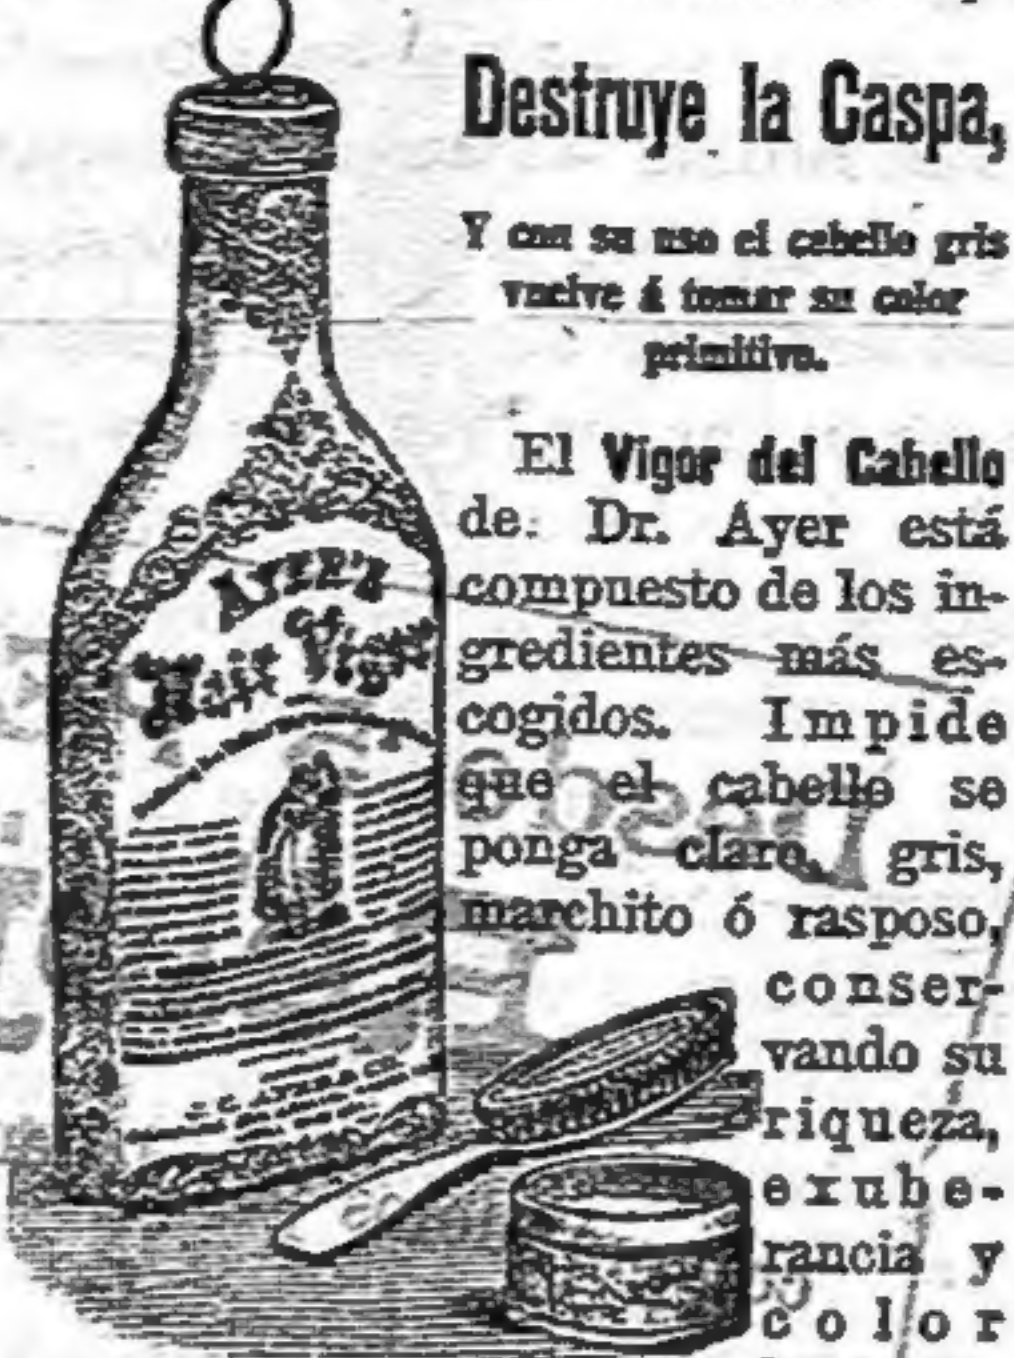 Destruye la Caspa,
Y con su uso el cabello gris
vuelve á tomar su color
primitivo.
El Vigor del Cabello
de Dr. Ayer está
compuesto de los in-
gredientes más es-
cogidos. Impide
que el cabello se
ponga claro, gris,
marchito ó rasposo,
conser-
vando su
riqueza,
exube-
rancia y
color
AYER'S
Hair Vigor
J. C. AYER & CO.